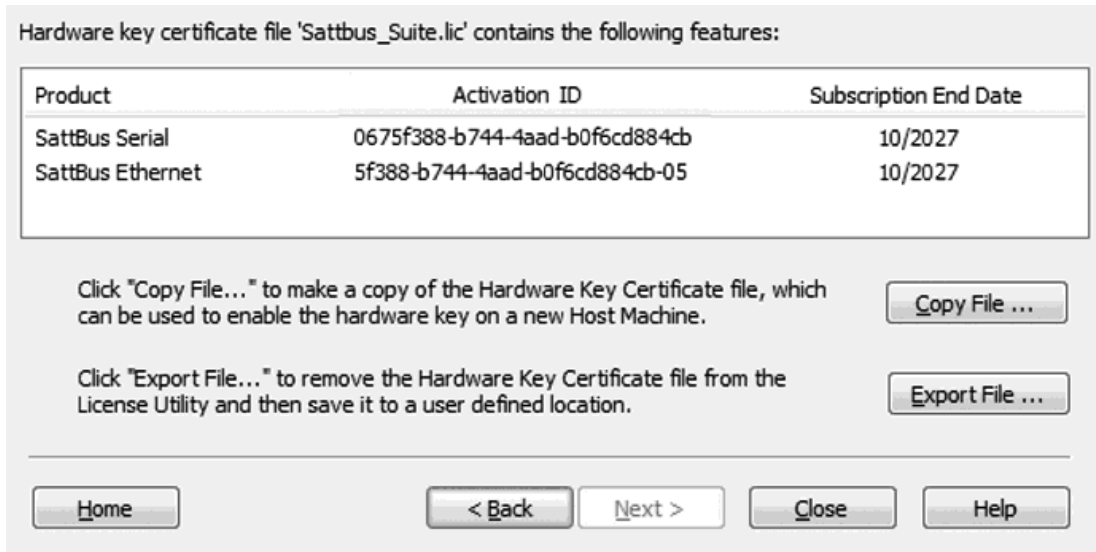 Hardware key certificate file 'Sattbus_Suite.lic' contains the following features:
Product Activation ID Subscription End Date
SattBus Serial 0675f388-b744-4aad-b0f6cd884cb 10/2027
SattBus Ethernet 5f388-b744-4aad-b0f6cd884cb-05 10/2027
Click "Copy File..." to make a copy of the Hardware Key Certificate file, which
can be used to enable the hardware key on a new Host Machine.
Copy File ...
Click "Export File..." to remove the Hardware Key Certificate file from the
License Utility and then save it to a user defined location.
Export File ...
Home < Back Next > Close Help